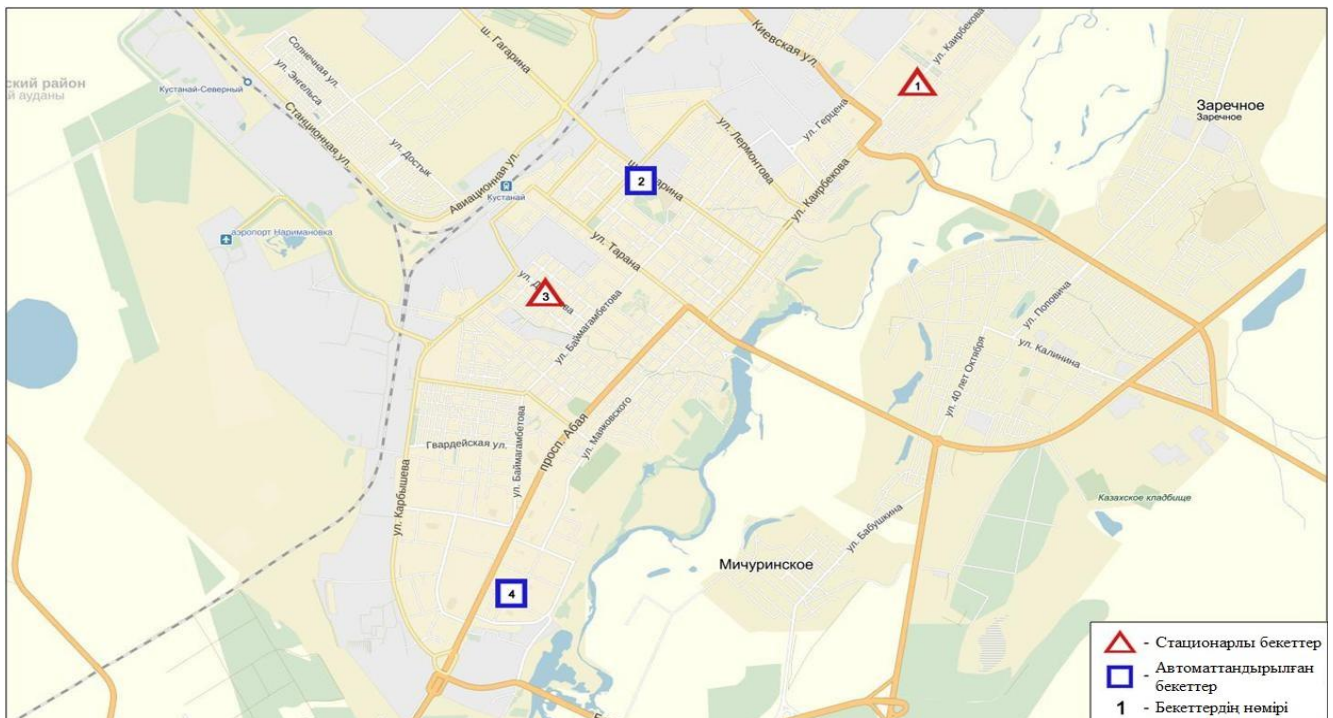 ский район
й ауданы
Кустанай-Северный
Солнечная ул.
ул. Энгельса
Станционная ул.
ул. Достык
ш. Гагарина
Авиационная ул.
Кустанай
аэропорт Наримановка
Киевская ул.
ул. Каирбекова
1
ул. Герцена
ул. Лермонтова
2
ул. Каирбекова
ул. Тарана
3
ул. Баймагамбетова
Заречное
Заречное
ул. Поповича
ул. Калинина
ул. 40 лет Октября
просп. Абая
ул. Маяковского
Гвардейская ул.
ул. Баймагамбетова
ул. Карбышева
4
Казахское кладбище
ул. Бабушкина
Мичуринское
- Стационарлы бекеттер
- Автоматтандырылған
бекеттер
1 - Бекеттердің нөмірі